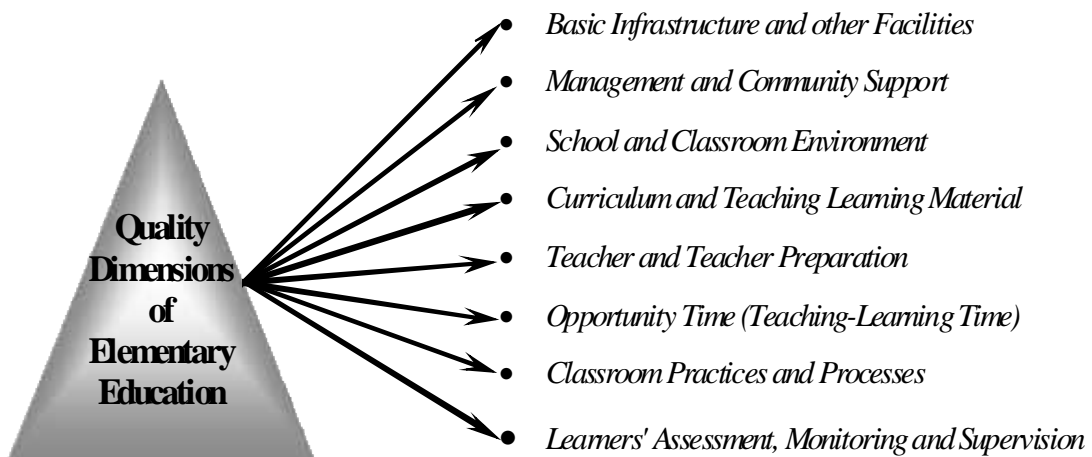 Basic Infrastructure and other Facilities
Management and Community Support
School and Classroom Environment
Curriculum and Teaching Learning Material
Teacher and Teacher Preparation
Opportunity Time (Teaching-Learning Time)
Classroom Practices and Processes
Learners' Assessment, Monitoring and Supervision
Quality
Dimensions
of
Elementary
Education